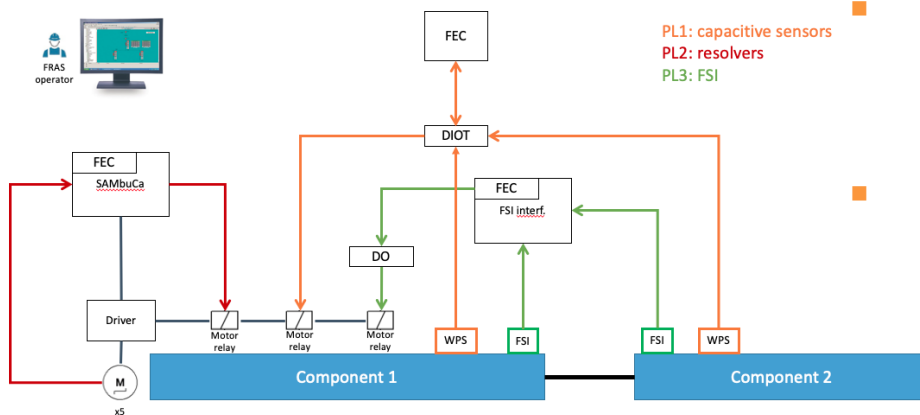 FEC
PL1: capacitive sensors
PL2: resolvers
PL3: FSI
FRAS
operator
DIOT
FEC
SAMbuCa
FEC
FSI interf.
DO
Driver
Motor
relay
Motor
relay
Motor
relay
WPS
FSI
FSI
WPS
M
x5
Component 1
Component 2